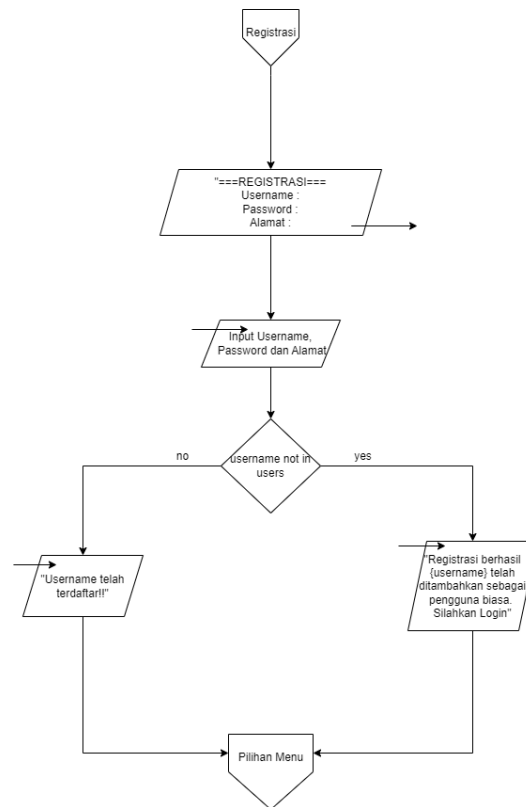 Registrasi
"===REGISTRASI===
Username :
Password :
Alamat :
Input Username,
Password dan Alamat
username not in
users
no
yes
"Username telah
terdaftar!!"
"Registrasi berhasil
{username} telah
ditambahkan sebagai
pengguna biasa.
Silahkan Login"
Pilihan Menu